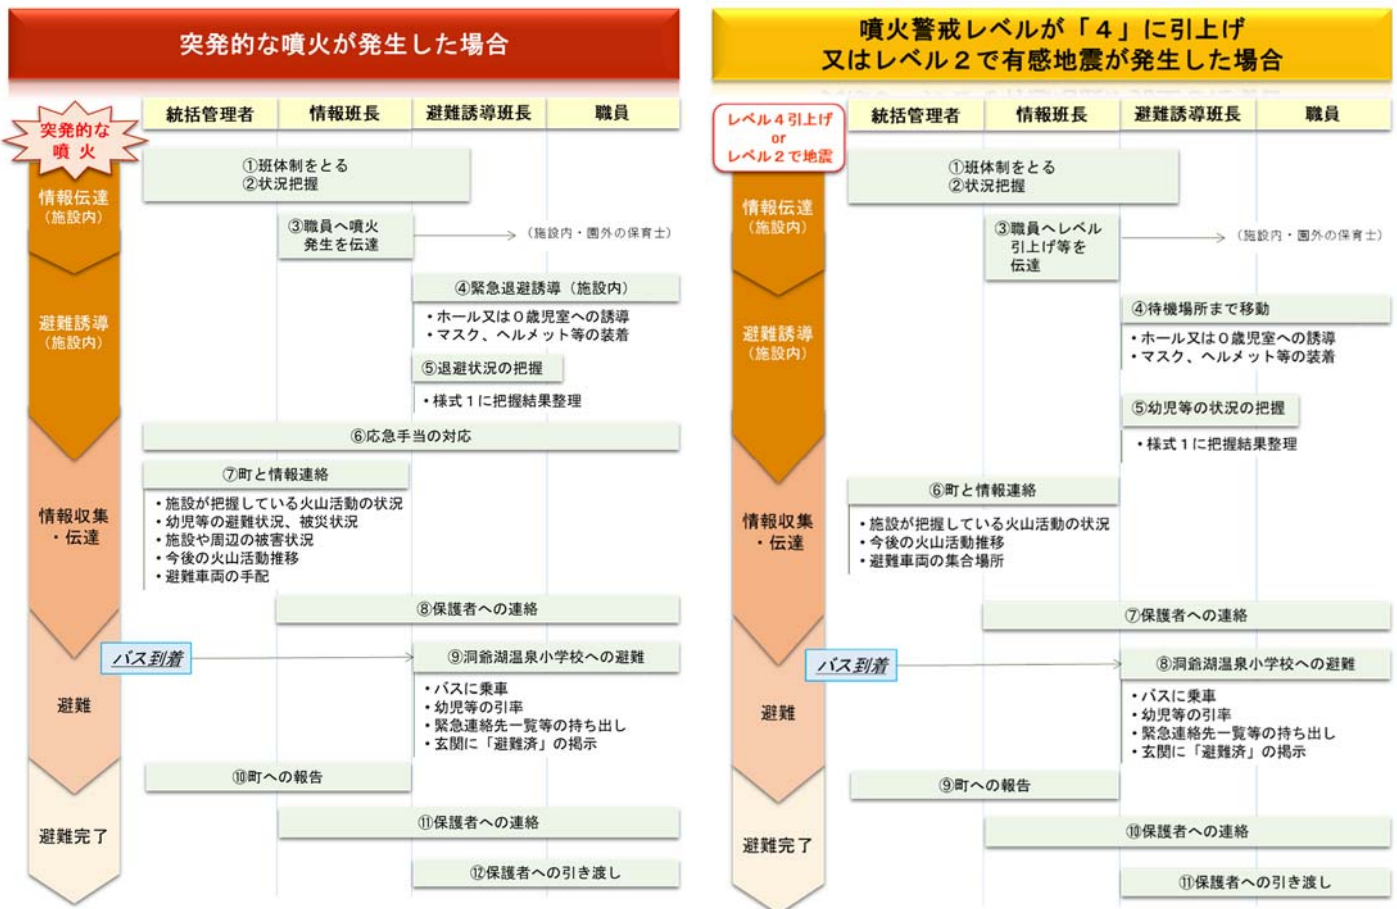 突発的な噴火が発生した場合
突発的な
噴 火
統括管理者
情報班長
避難誘導班長
職員
情報伝達
（施設内）
①班体制をとる
②状況把握
③職員へ噴火
発生を伝達
（施設内・園外の保育士）
避難誘導
（施設内）
④緊急退避誘導（施設内）
・ホール又は０歳児室への誘導
・マスク、ヘルメット等の装着
⑤退避状況の把握
・様式１に把握結果整理
⑥応急手当の対応
情報収集
・伝達
⑦町と情報連絡
・施設が把握している火山活動の状況
・幼児等の避難状況、被災状況
・施設や周辺の被害状況
・今後の火山活動推移
・避難車両の手配
⑧保護者への連絡
バス到着
避難
⑨洞爺湖温泉小学校への避難
・バスに乗車
・幼児等の引率
・緊急連絡先一覧等の持ち出し
・玄関に「避難済」の掲示
⑩町への報告
避難完了
⑪保護者への連絡
⑫保護者への引き渡し
噴火警戒レベルが「４」に引上げ
又はレベル２で有感地震が発生した場合
レベル４引上げ
or
レベル２で地震
統括管理者
情報班長
避難誘導班長
職員
情報伝達
（施設内）
①班体制をとる
②状況把握
③職員へレベル
引上げ等を
伝達
（施設内・園外の保育士）
避難誘導
（施設内）
④待機場所まで移動
・ホール又は０歳児室への誘導
・マスク、ヘルメット等の装着
⑤幼児等の状況の把握
・様式１に把握結果整理
情報収集
・伝達
⑥町と情報連絡
・施設が把握している火山活動の状況
・今後の火山活動推移
・避難車両の集合場所
⑦保護者への連絡
バス到着
避難
⑧洞爺湖温泉小学校への避難
・バスに乗車
・幼児等の引率
・緊急連絡先一覧等の持ち出し
・玄関に「避難済」の掲示
⑨町への報告
避難完了
⑩保護者への連絡
⑪保護者への引き渡し